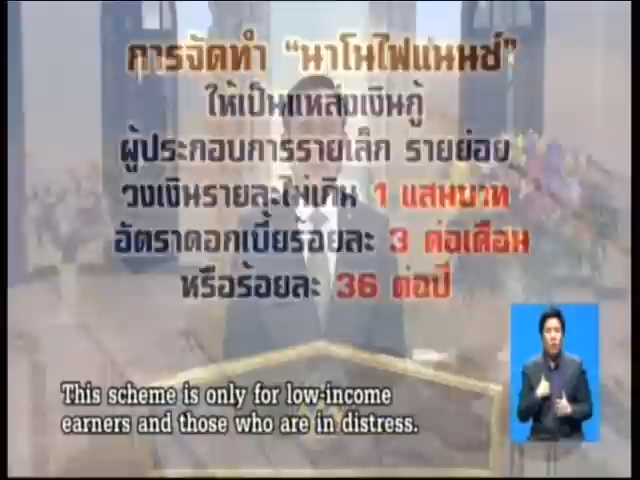 การจัดทำ “นาโนไฟแนนซ์”
ให้เป็นแหล่งเงินกู้
ผู้ประกอบการรายเล็ก รายย่อย
วงเงินรายละไม่เกิน 1 แสนบาท
อัตราดอกเบี้ยร้อยละ 3 ต่อเดือน
หรือร้อยละ 36 ต่อปี
This scheme is only for low-income
earners and those who are in distress.